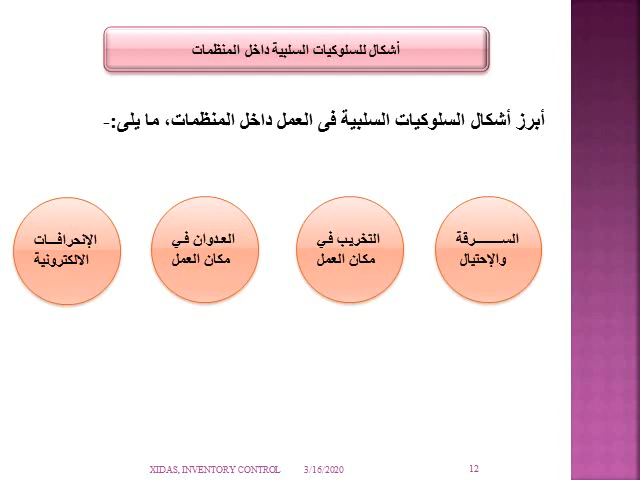 أشكال للسلوكيات السلبية داخل المنظمات
أبرز أشكال السلوكيات السلبية فى العمل داخل المنظمات، ما يلى:-
الســـــرقة
والإحتيال
التخريب في
مكان العمل
العدوان في
مكان العمل
الإنحرافـــات
الالكترونية
XIDAS, INVENTORY CONTROL 3/16/2020 12